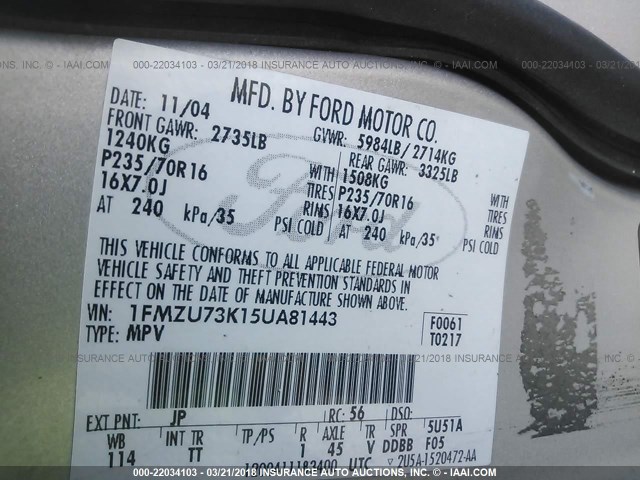 000-22034103 - 03/21/2018 INSURANCE AUTO AUCTIONS, INC. © - IAAI.COM
MFD. BY FORD MOTOR CO.
DATE: 11/04
GVWR: 5984LB/2714KG
FRONT GAWR: 2735LB
REAR GAWR: 3325LB
1240KG WITH
1508KG WITH
P235/70R16 TIRES
P235/70R16 TIRES
16X7.0J RIMS
16X7.0J RIMS
AT 240 kPa/35 PSI COLD
AT 240 kPa/35 PSI COLD
Ford
THIS VEHICLE CONFORMS TO ALL APPLICABLE FEDERAL MOTOR
VEHICLE SAFETY AND THEFT PREVENTION STANDARDS IN
EFFECT ON THE DATE OF MANUFACTURE SHOWN ABOVE.
VIN: 1FMZU73K15UA81443
TYPE: MPV
F0061
T0217
EXT PNT: JP RC: 56 DSO:
WB INT TR TP/PS R AXLE TR SPR 5U51A
114 TT 1 45 V DDBB F05
UTC
2U5A-1520472-AA
000-22034103 - 03/21/2018 INSURANCE AUTO AUCTIONS, INC. © - IAAI.COM